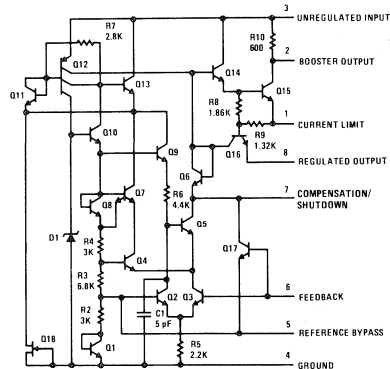 3 UNREGULATED INPUT
R7
2.8K
R10
600
2 BOOSTER OUTPUT
Q12
Q11
Q13
Q14
Q15
R8
1.86K
1 CURRENT LIMIT
R9
1.32K
Q10
Q16
8 REGULATED OUTPUT
Q9
Q6
7 COMPENSATION/
SHUTDOWN
R6
4.4K
Q8
Q7
Q5
Q17
D1
R4
3K
Q4
R3
6.8K
6 FEEDBACK
Q2
Q3
R2
3K
C1
5 pF
5 REFERENCE BYPASS
Q18
Q1
R5
2.2K
4 GROUND